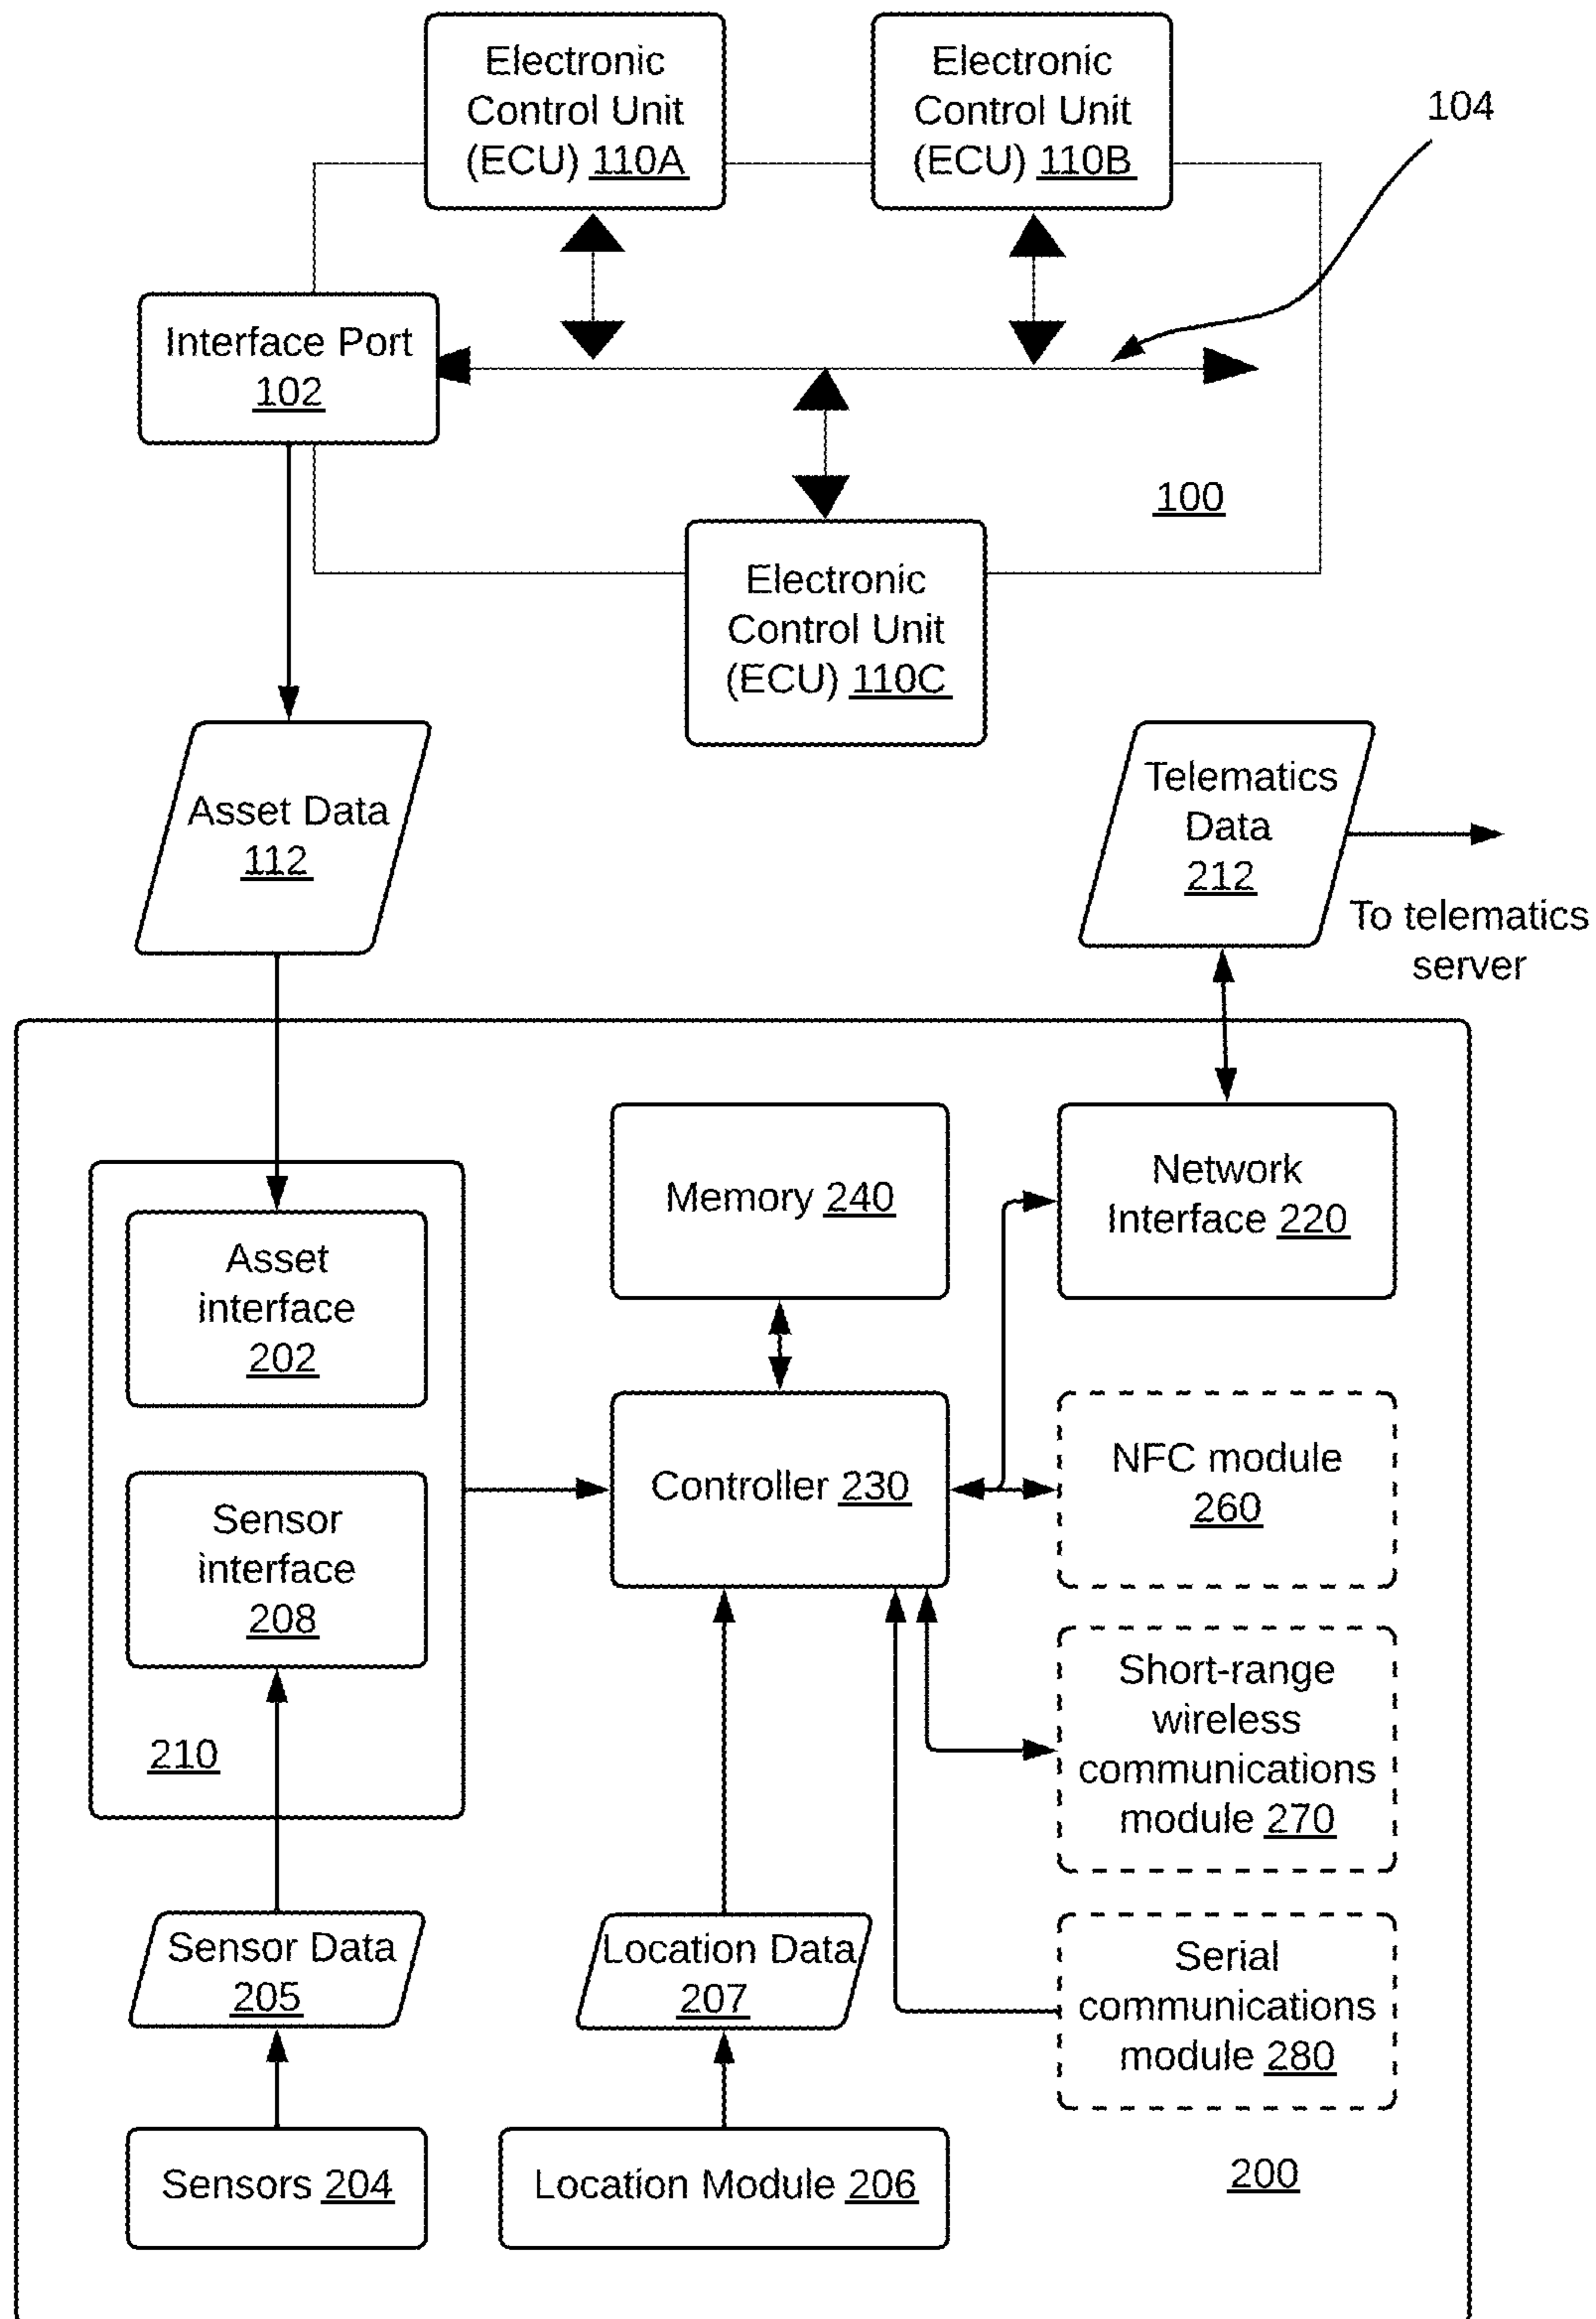 Electronic
Control Unit
(ECU) 110A
Electronic
Control Unit
(ECU) 110B
104
Interface Port
102
100
Electronic
Control Unit
(ECU) 110C
Asset Data
112
Telematics
Data
212
To telematics
server
Asset
interface
202
Memory 240
Network
Interface 220
Sensor
interface
208
Controller 230
NFC module
260
210
Short-range
wireless
communications
module 270
Sensor Data
205
Location Data
207
Serial
communications
module 280
Sensors 204
Location Module 206
200